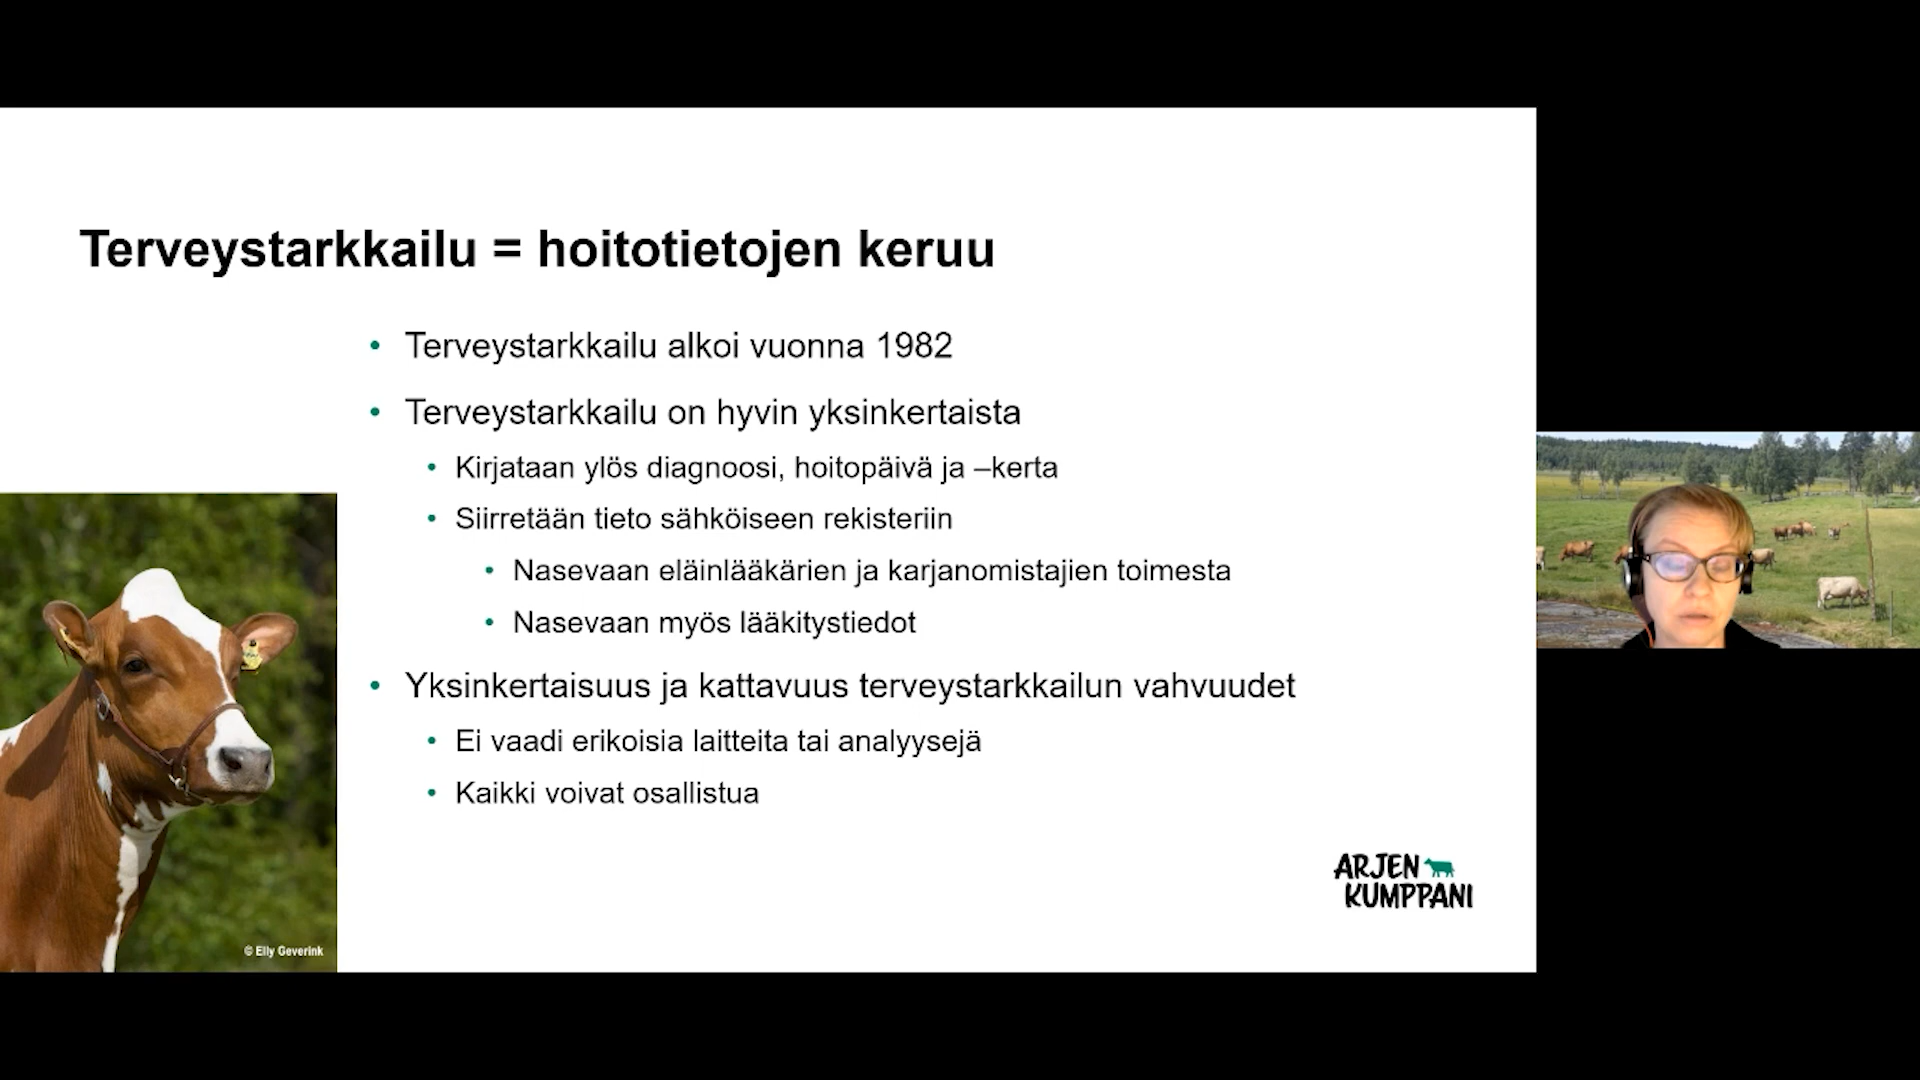 Terveystarkkailu = hoitotietojen keruu
• Terveystarkkailu alkoi vuonna 1982
• Terveystarkkailu on hyvin yksinkertaista
• Kirjataan ylös diagnoosi, hoitopäivä ja –kerta
• Siirretään tieto sähköiseen rekisteriin
• Nasevaan eläinlääkärien ja karjanomistajien toimesta
• Nasevaan myös lääkitystiedot
• Yksinkertaisuus ja kattavuus terveystarkkailun vahvuudet
• Ei vaadi erikoisia laitteita tai analyysejä
• Kaikki voivat osallistua
© Elly Geverink
ARJEN
KUMPPANI